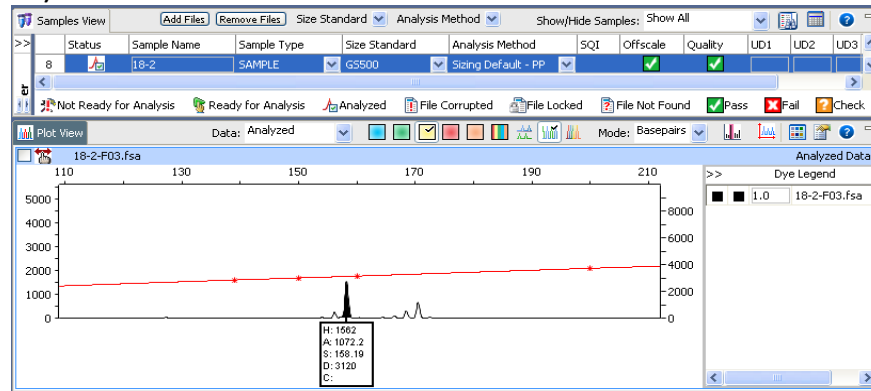 Samples View Add Files Remove Files Size Standard Analysis Method Show/Hide Samples: Show All
>> Status Sample Name Sample Type Size Standard Analysis Method SQI Offscale Quality UD1 UD2 UD3
8 18-2 SAMPLE GS500 Sizing Default - PP
Not Ready for Analysis Ready for Analysis Analyzed File Corrupted File Locked File Not Found Pass Fail Check
Plot View Data: Analyzed Mode: Basepairs
18-2-F03.fsa Analyzed Data
110 130 150 170 190 210 >> Dye Legend
1.0 18-2-F03.fsa
5000
4000
3000
2000
1000
0
8000
6000
4000
2000
0
H: 1562
A: 1072.2
S: 158.19
D: 3120
C: